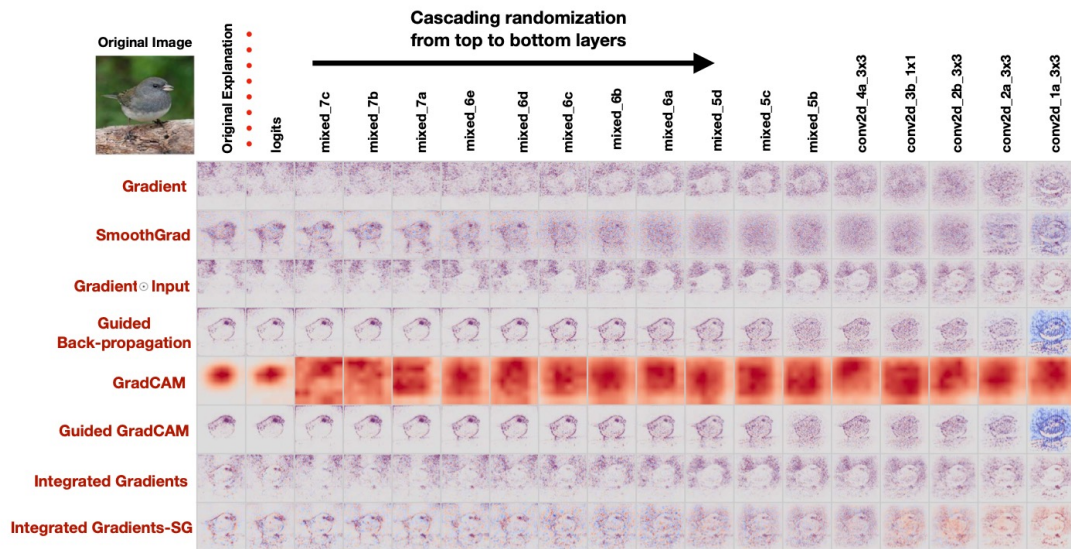 Cascading randomization
from top to bottom layers
Original Image
Original Explanation
logits
mixed_7c
mixed_7b
mixed_7a
mixed_6e
mixed_6d
mixed_6c
mixed_6b
mixed_6a
mixed_5d
mixed_5c
mixed_5b
conv2d_4a_3x3
conv2d_3b_1x1
conv2d_2b_3x3
conv2d_2a_3x3
conv2d_1a_3x3
Gradient
SmoothGrad
Gradient⊙Input
Guided
Back-propagation
GradCAM
Guided GradCAM
Integrated Gradients
Integrated Gradients-SG